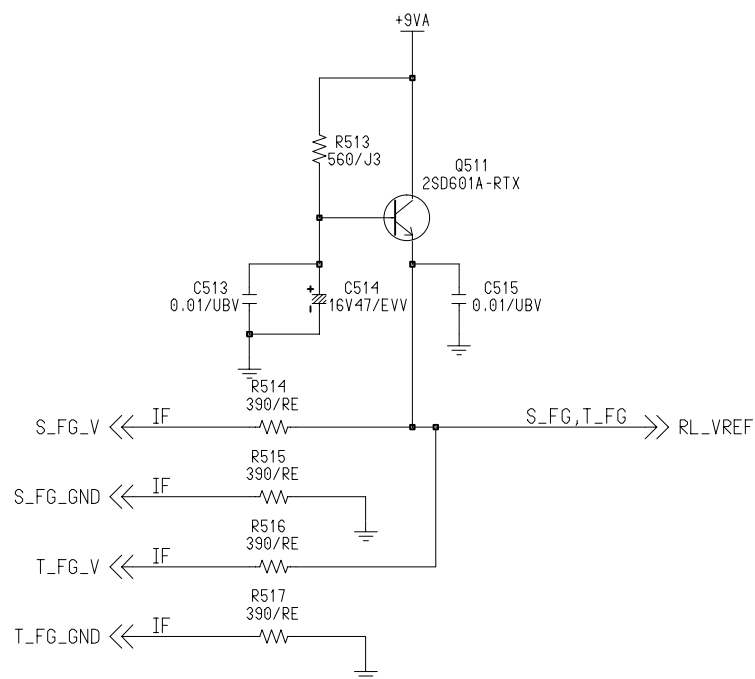 +9VA
R513
560/J3
Q511
2SD601A-RTX
C513
0.01/UBV
+
-
C514
16V47/EVV
C515
0.01/UBV
R514
390/RE
S_FG_V
IF
S_FG,T_FG
RL_VREF
R515
390/RE
S_FG_GND
IF
R516
390/RE
T_FG_V
IF
R517
390/RE
T_FG_GND
IF